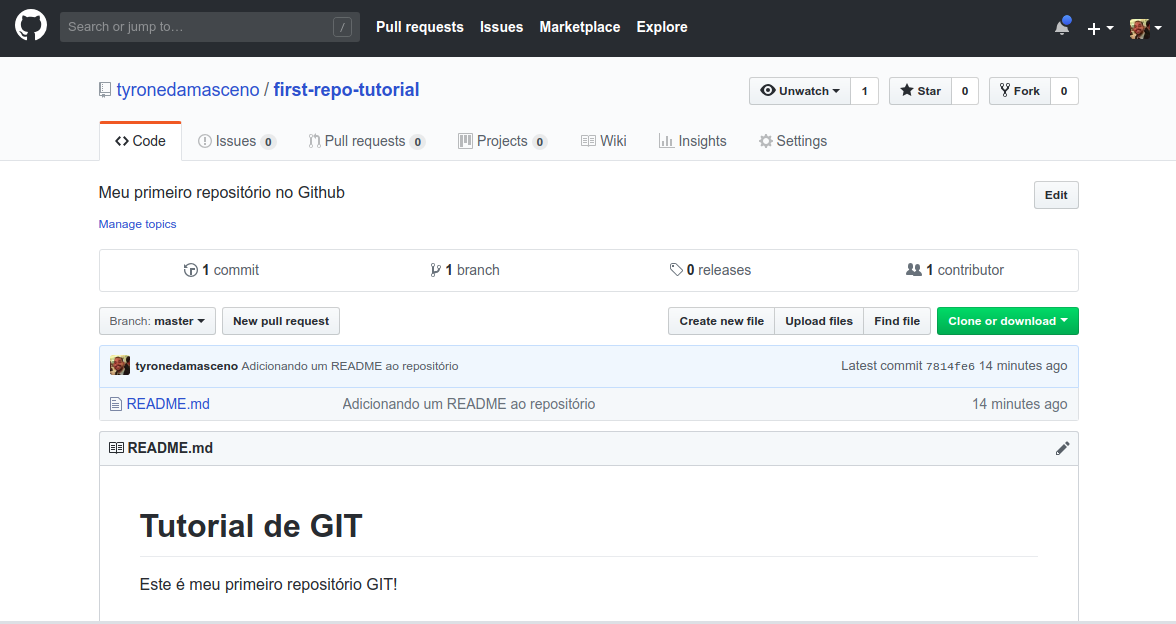 Search or jump to… / Pull requests Issues Marketplace Explore
tyronedamasceno / first-repo-tutorial Unwatch 1 Star 0 Fork 0
Code Issues 0 Pull requests 0 Projects 0 Wiki Insights Settings
Meu primeiro repositório no Github Edit
Manage topics
1 commit 1 branch 0 releases 1 contributor
Branch: master New pull request Create new file Upload files Find file Clone or download
tyronedamasceno Adicionando um README ao repositório Latest commit 7814fe6 14 minutes ago
README.md Adicionando um README ao repositório 14 minutes ago
README.md
Tutorial de GIT
Este é meu primeiro repositório GIT!